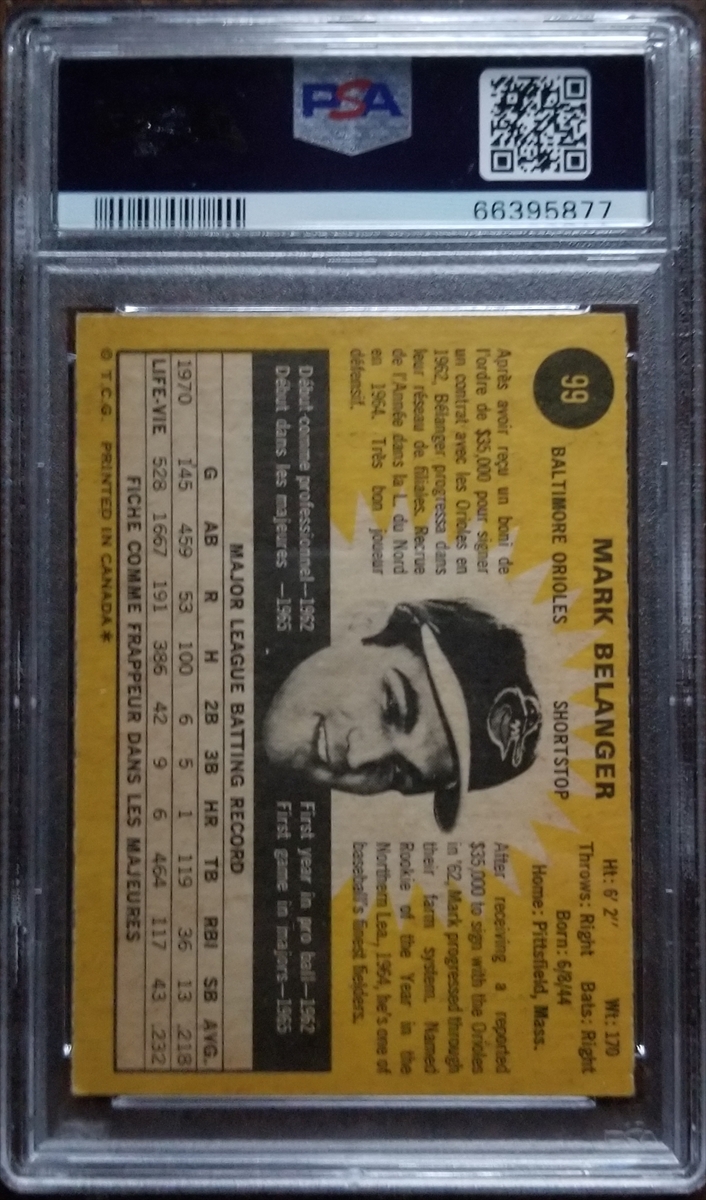 PSA
66395877
99
MARK BELANGER
BALTIMORE ORIOLES SHORTSTOP
Ht: 6' 2" Wt: 170
Throws: Right Bats: Right
Born: 6/8/44
Home: Pittsfield, Mass.
Après avoir reçu un boni de
l'ordre de $35,000 pour signer
un contrat avec les Orioles en
1962, Bélanger progressa dans
leur réseau de filiales. Recrue
de l'Année dans la L. du Nord
en 1964. Très bon joueur
défensif.
After receiving a reported
$35,000 to sign with the Orioles
in '62, Mark progressed through
their farm system. Named
Rookie of the Year in the
Northern Lea., 1964, he's one of
baseball's finest fielders.
Début comme professionnel—1962
Début dans les majeures —1965
First year in pro ball—1962
First game in majors—1965
MAJOR LEAGUE BATTING RECORD
G AB R H 2B 3B HR TB RBI SB AVG.
1970 145 459 53 100 6 5 1 119 36 13 .218
LIFE-VIE 528 1667 191 386 42 9 6 464 117 43 .232
FICHE COMME FRAPPEUR DANS LES MAJEURES
© T.C.G. PRINTED IN CANADA*